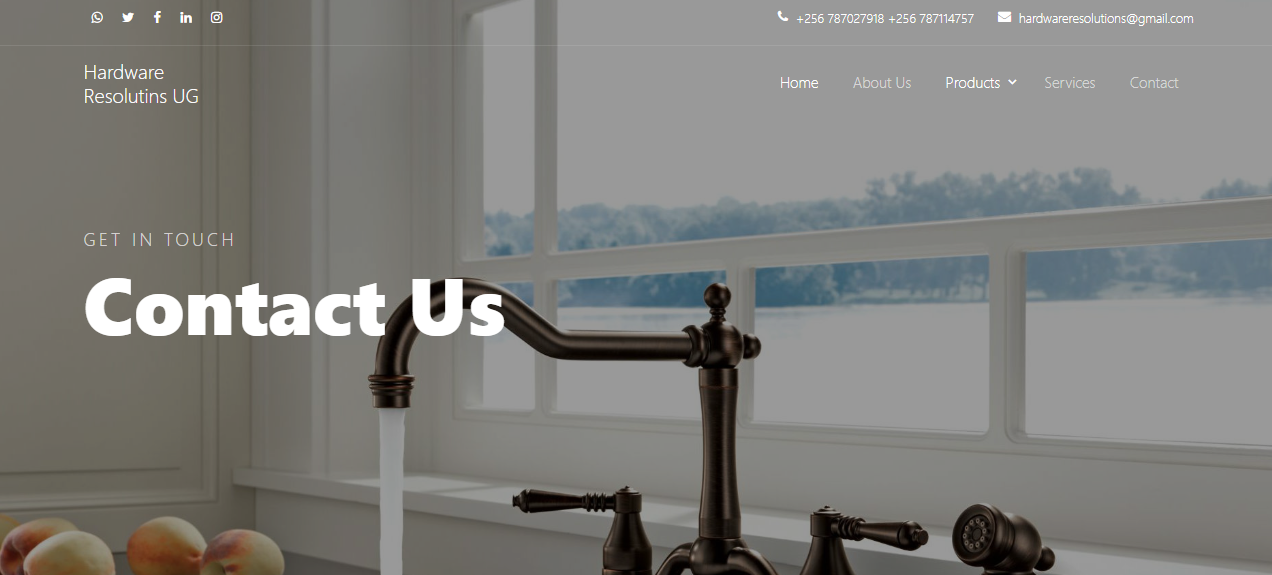 +256 787027918 +256 787114757 hardwareresolutions@gmail.com
Hardware
Resolutins UG
Home About Us Products Services Contact
GET IN TOUCH
Contact Us